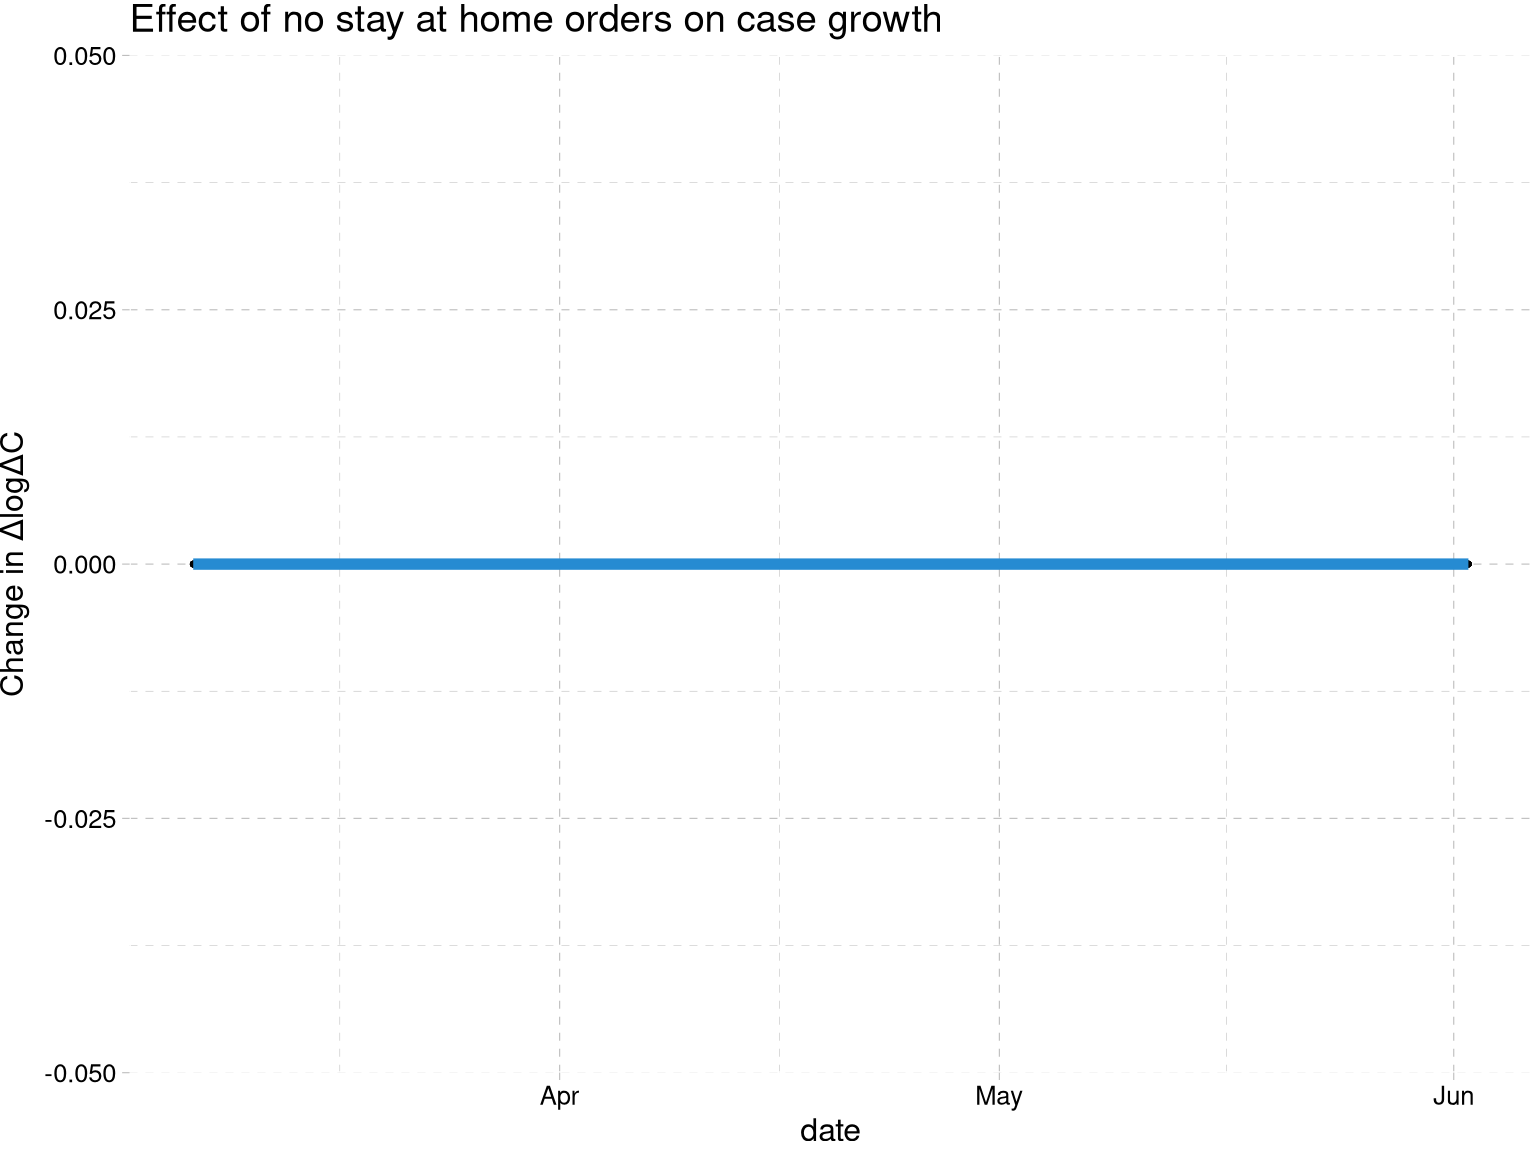 Effect of no stay at home orders on case growth
0.050
0.025
0.000
-0.025
-0.050
Change in ΔlogΔC
Apr
May
Jun
date